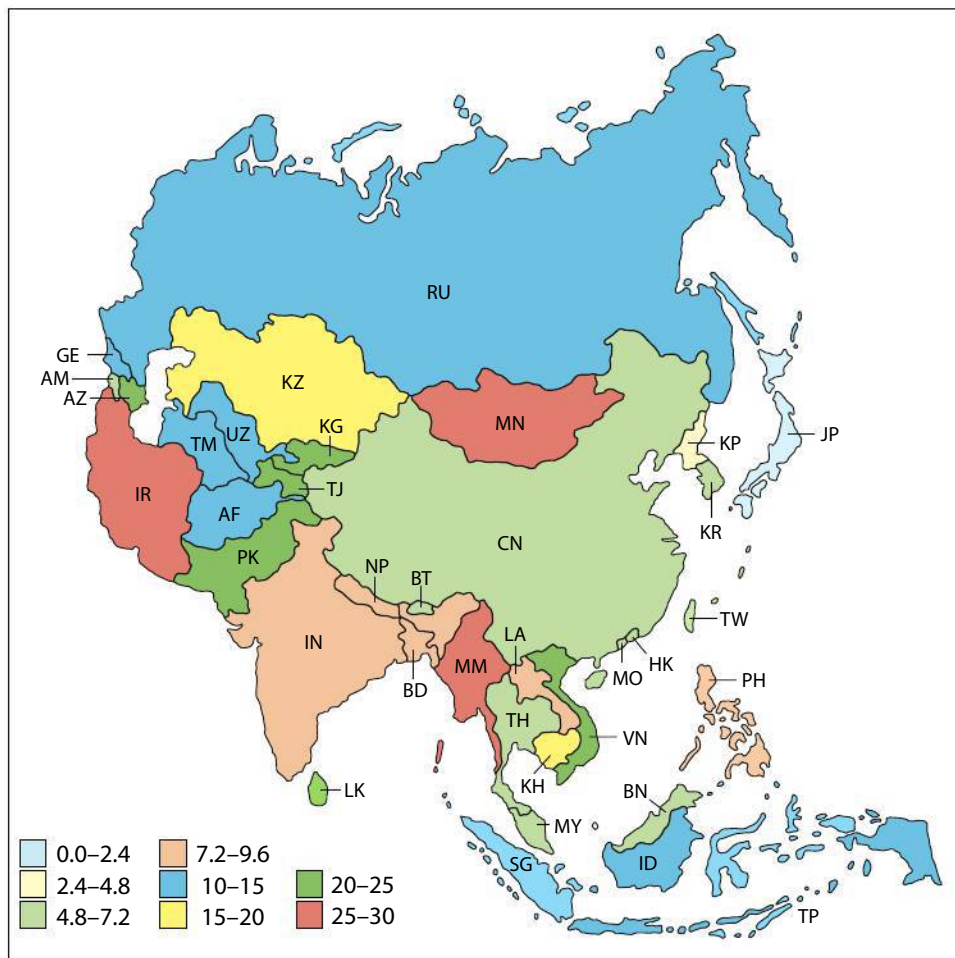 RU
GE
AM
AZ
KZ
KG
TM
UZ
MN
KP
JP
IR
TJ
AF
KR
CN
PK
NP
BT
IN
LA
TW
HK
MO
MM
BD
PH
TH
VN
KH
LK
BN
MY
SG
ID
TP
0.0–2.4 7.2–9.6
2.4–4.8 10–15 20–25
4.8–7.2 15–20 25–30